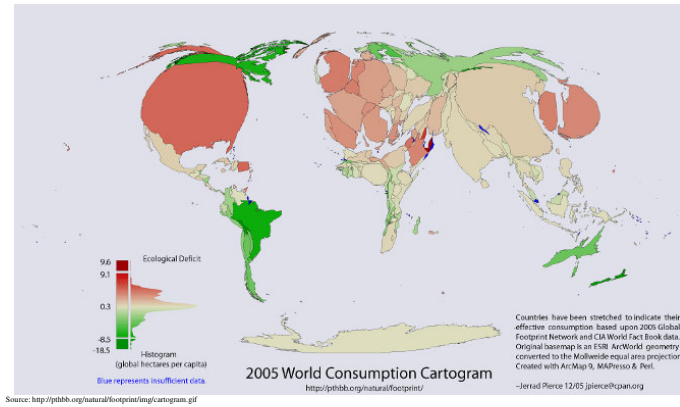 Ecological Deficit
9.6
9.1
0.3
-8.5
-18.5
Histogram
(global hectares per capita)
Blue represents insufficient data.
2005 World Consumption Cartogram
http://pthbb.org/natural/footprint/
Countries have been stretched to indicate their
effective consumption based upon 2005 Global
Footprint Network and CIA World Fact Book data.
Original basemap is an ESRI ArcWorld geometry
converted to the Mollweide equal area projection
Created with ArcMap 9, MAPresso & Perl.
~Jerrad Pierce 12/05 jpierce@cpan.org
Source: http://pthbb.org/natural/footprint/img/cartogram.gif